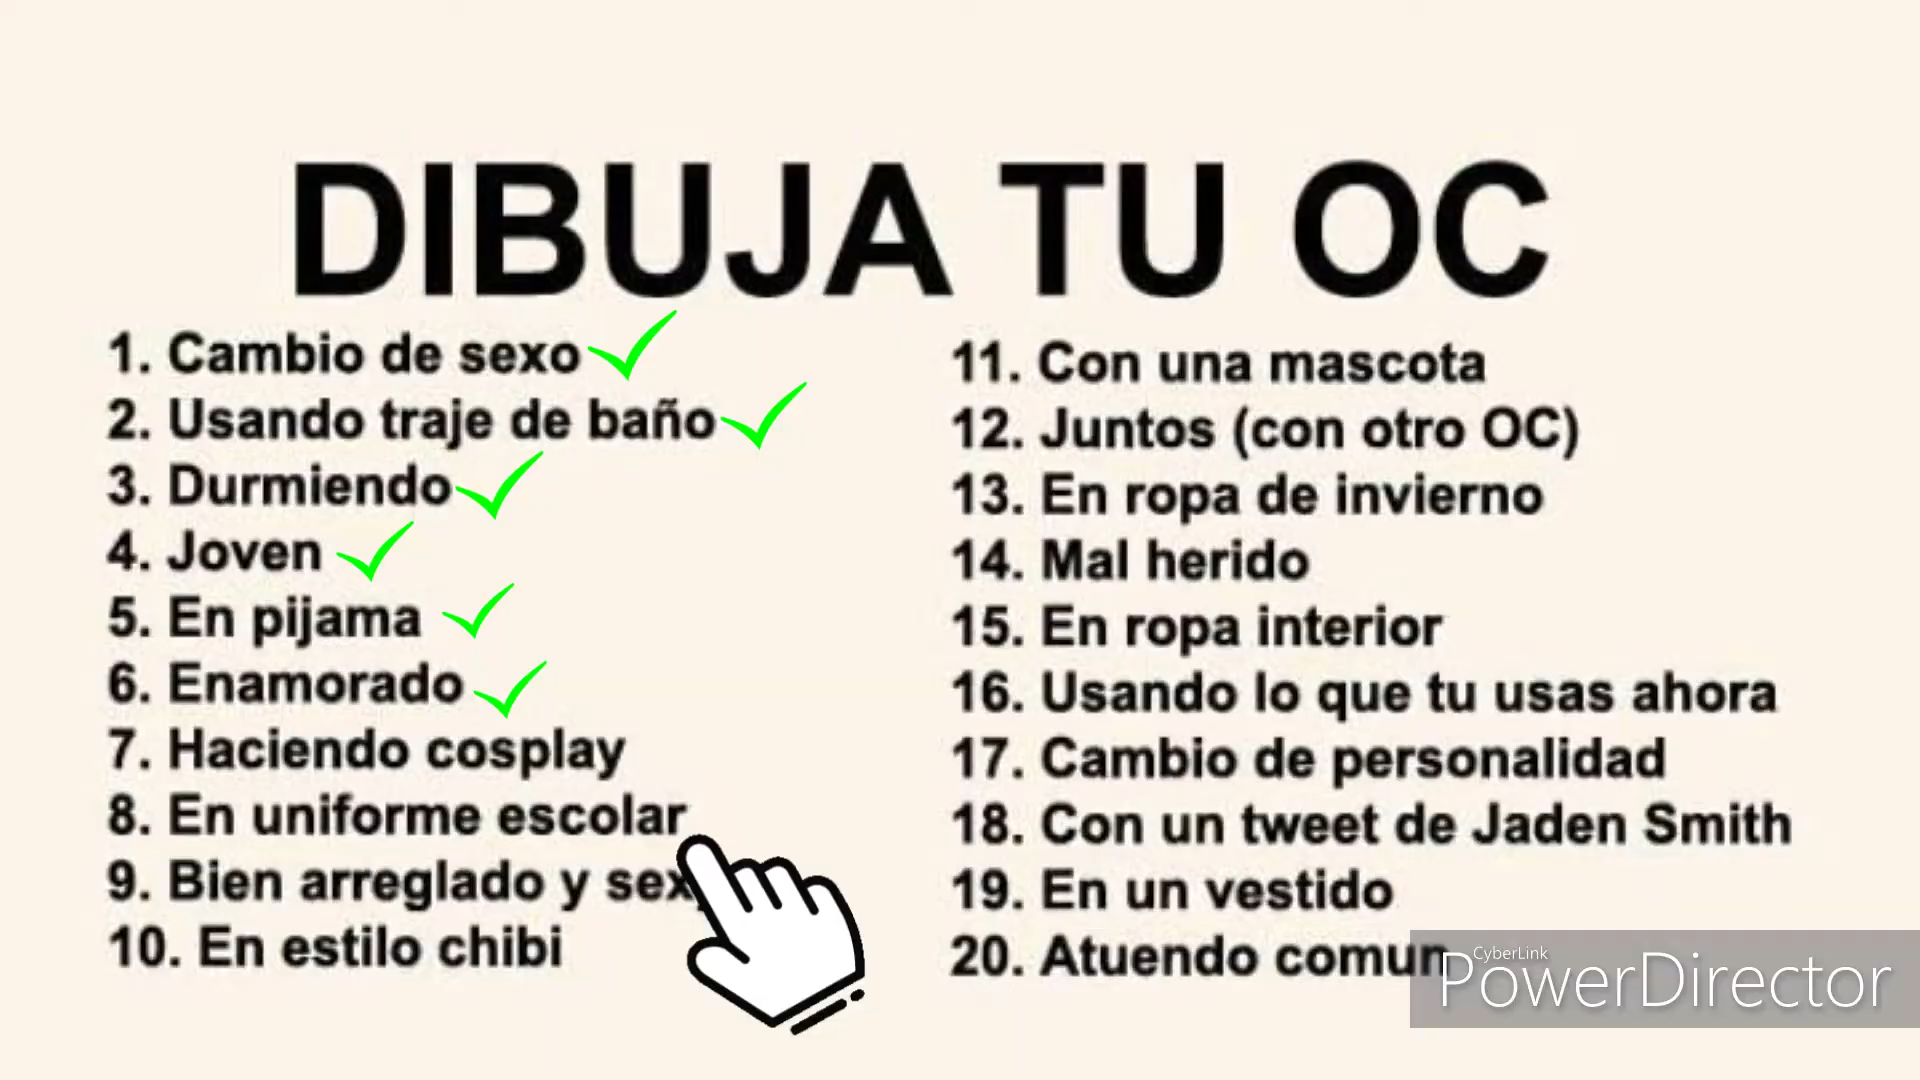 DIBUJA TU OC
1. Cambio de sexo
2. Usando traje de baño
3. Durmiendo
4. Joven
5. En pijama
6. Enamorado
7. Haciendo cosplay
8. En uniforme escolar
9. Bien arreglado y
10. En estilo chibi
11. Con una mascota
12. Juntos (con otro OC)
13. En ropa de invierno
14. Mal herido
15. En ropa interior
16. Usando lo que tu usas ahora
17. Cambio de personalidad
18. Con un tweet de Jaden Smith
19. En un vestido
20. Atuendo comun
CyberLink
PowerDirector